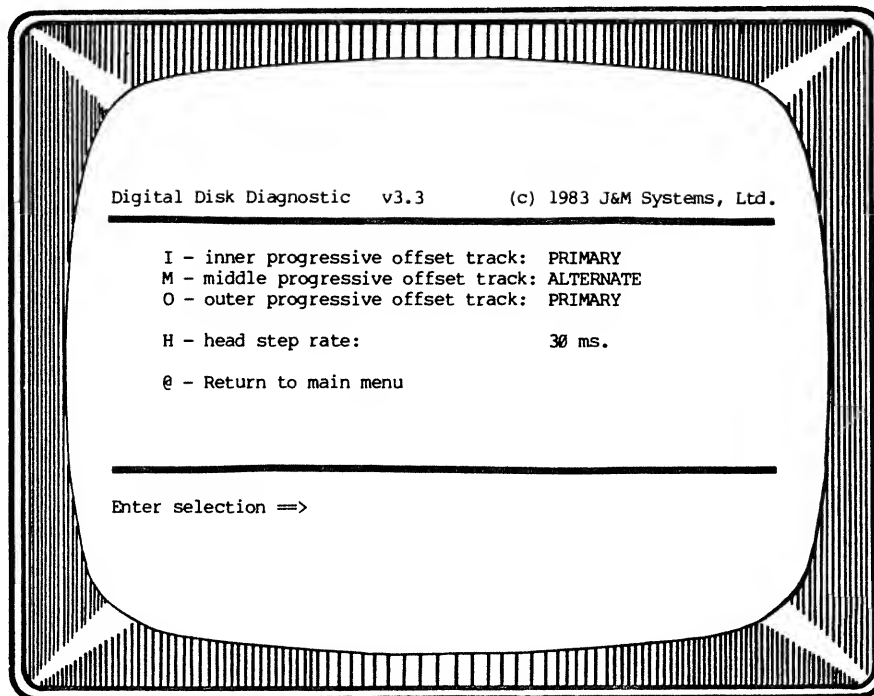 Digital Disk Diagnostic v3.3 (c) 1983 J&M Systems, Ltd.
I - inner progressive offset track: PRIMARY
M - middle progressive offset track: ALTERNATE
O - outer progressive offset track: PRIMARY
H - head step rate: 30 ms.
@ - Return to main menu
Enter selection ==>